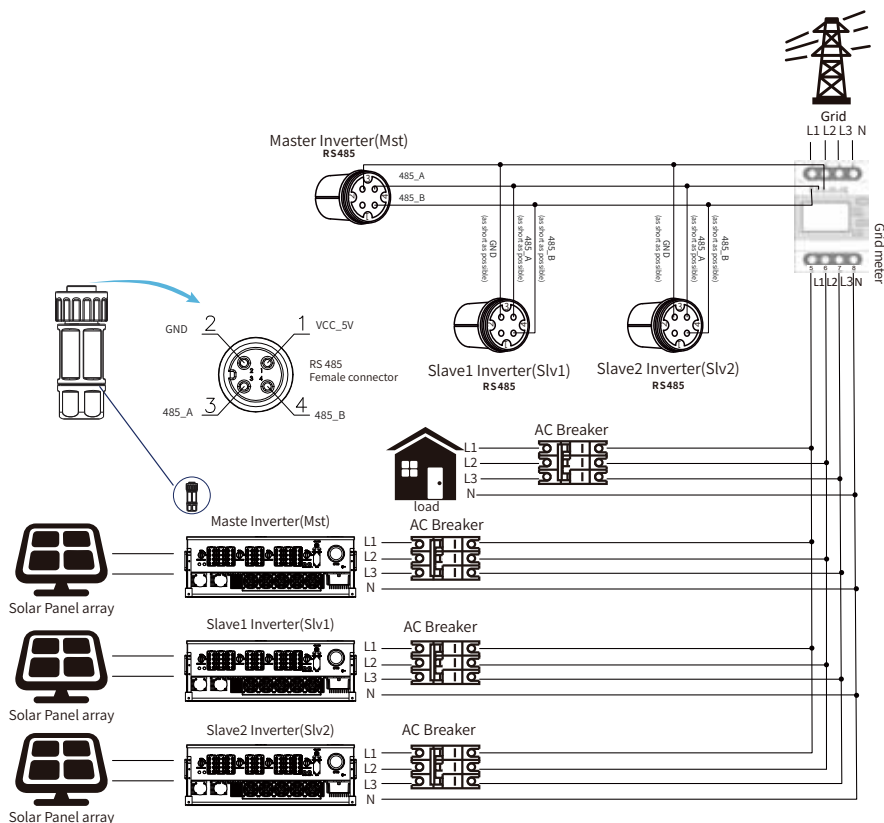 Grid
L1 L2 L3 N
Master Inverter(Mst)
RS485
485_A
485_B
Grid meter
GND
(as short as possible)
485_A
(as short as possible)
485_B
(as short as possible)
GND
(as short as possible)
485_A
(as short as possible)
485_B
(as short as possible)
5 6 7 8
L1 L2 L3 N
Slave1 Inverter(Slv1)
RS485
Slave2 Inverter(Slv2)
RS485
GND
2
1
VCC_5V
2
3 4
RS 485
Female connector
485_A
3
4
485_B
AC Breaker
L1
L2
L3
N
load
Maste Inverter(Mst)
AC Breaker
L1
L2
L3
N
Solar Panel array
Slave1 Inverter(Slv1)
AC Breaker
L1
L2
L3
N
Solar Panel array
Slave2 Inverter(Slv2)
AC Breaker
L1
L2
L3
N
Solar Panel array